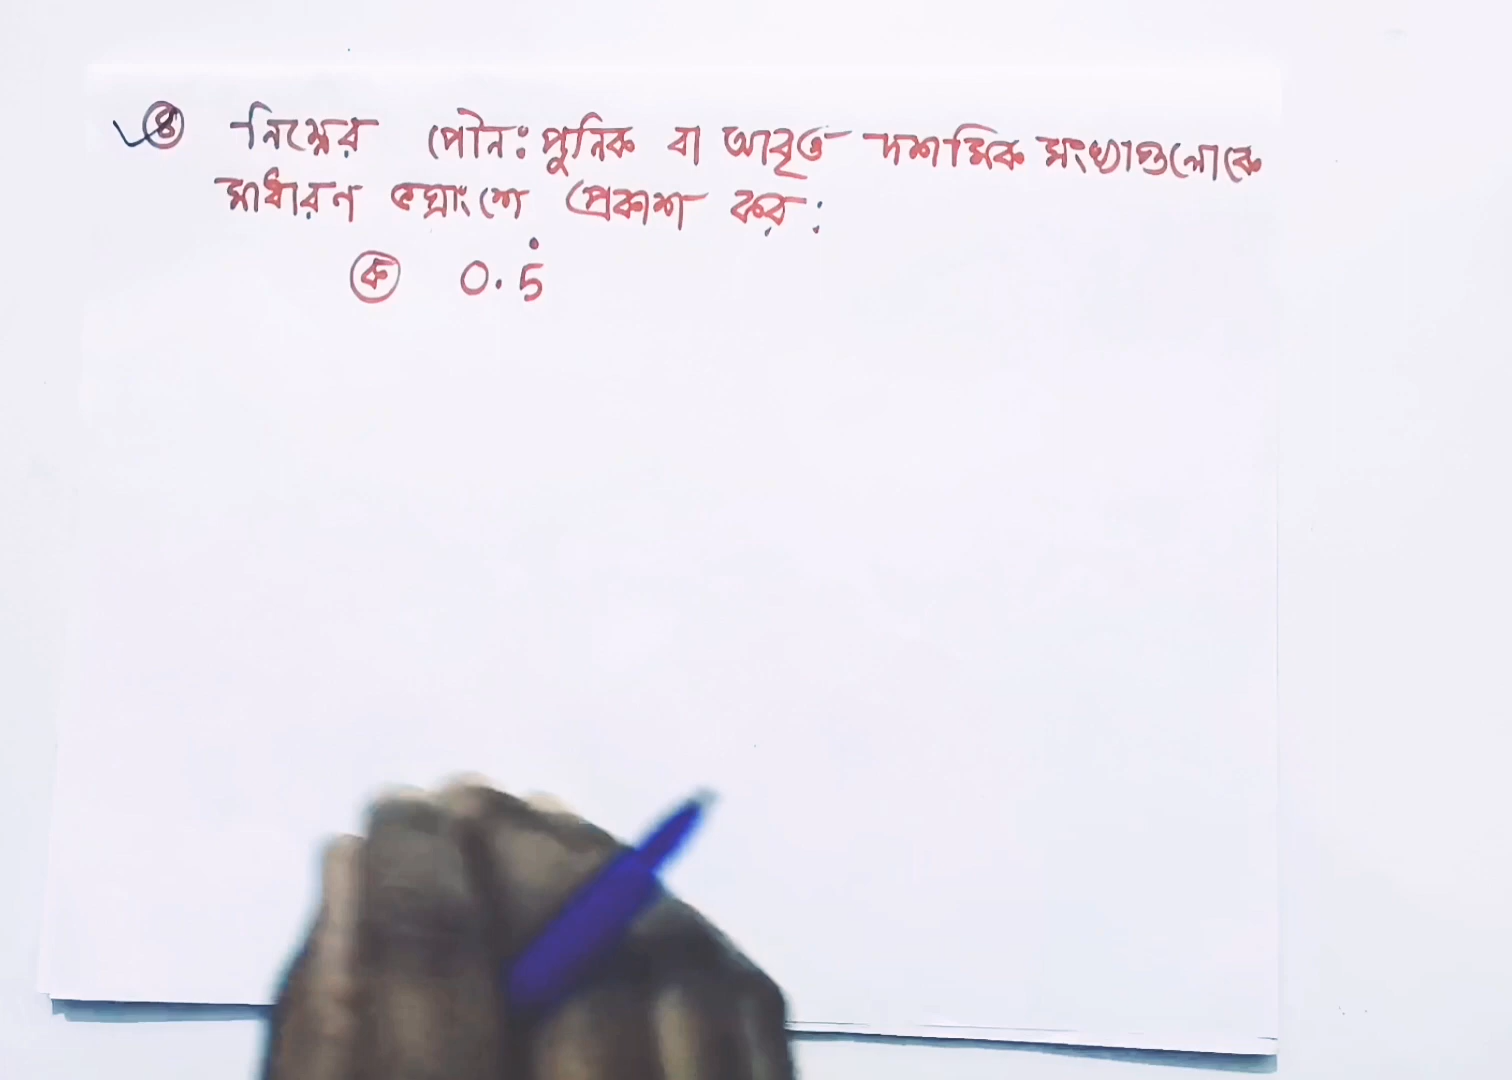 ৪ নিম্নের পৌন:পুনিক বা আবৃত্ত দশমিক সংখ্যাগুলোকে
সাধারণ ভগ্নাংশে প্রকাশ কর:
ক 0.5̇